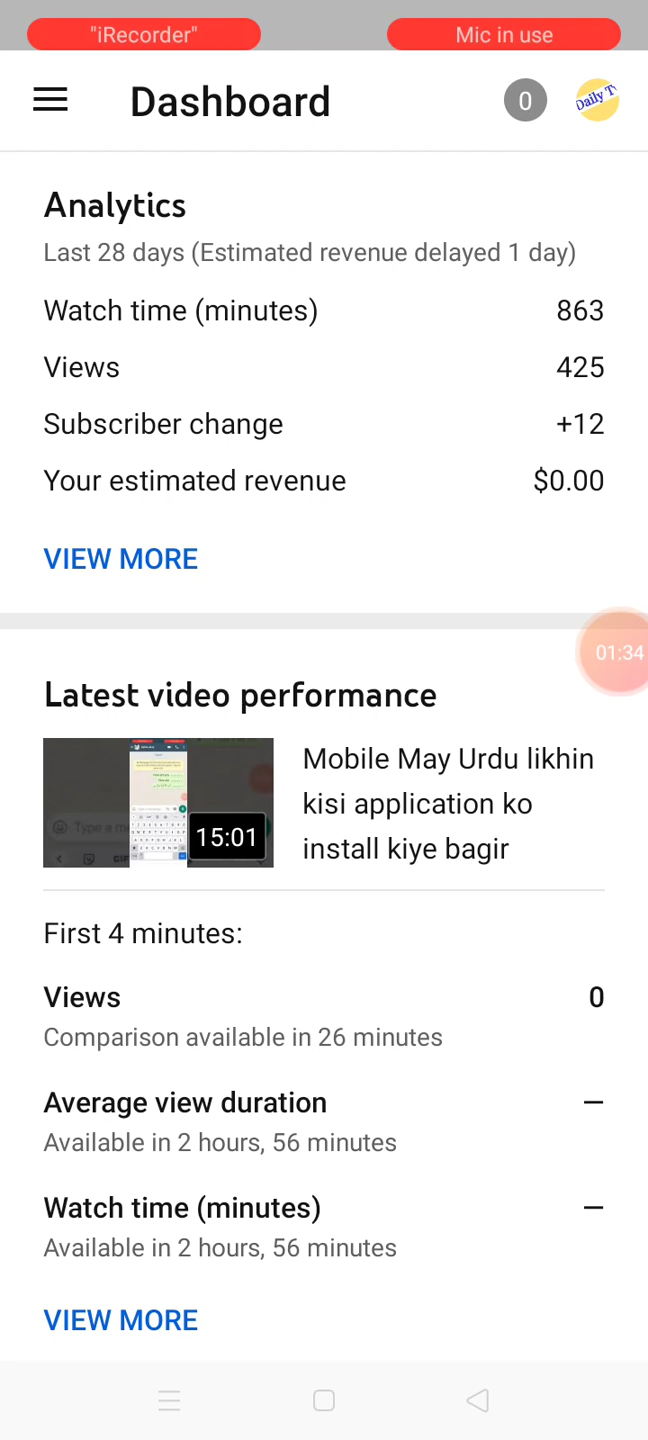 "iRecorder" Mic in use
Dashboard 0 Daily T
Analytics
Last 28 days (Estimated revenue delayed 1 day)
Watch time (minutes) 863
Views 425
Subscriber change +12
Your estimated revenue $0.00
VIEW MORE
01:34
Latest video performance
Mobile May Urdu likhin
kisi application ko
install kiye bagir
15:01
First 4 minutes:
Views 0
Comparison available in 26 minutes
Average view duration —
Available in 2 hours, 56 minutes
Watch time (minutes) —
Available in 2 hours, 56 minutes
VIEW MORE